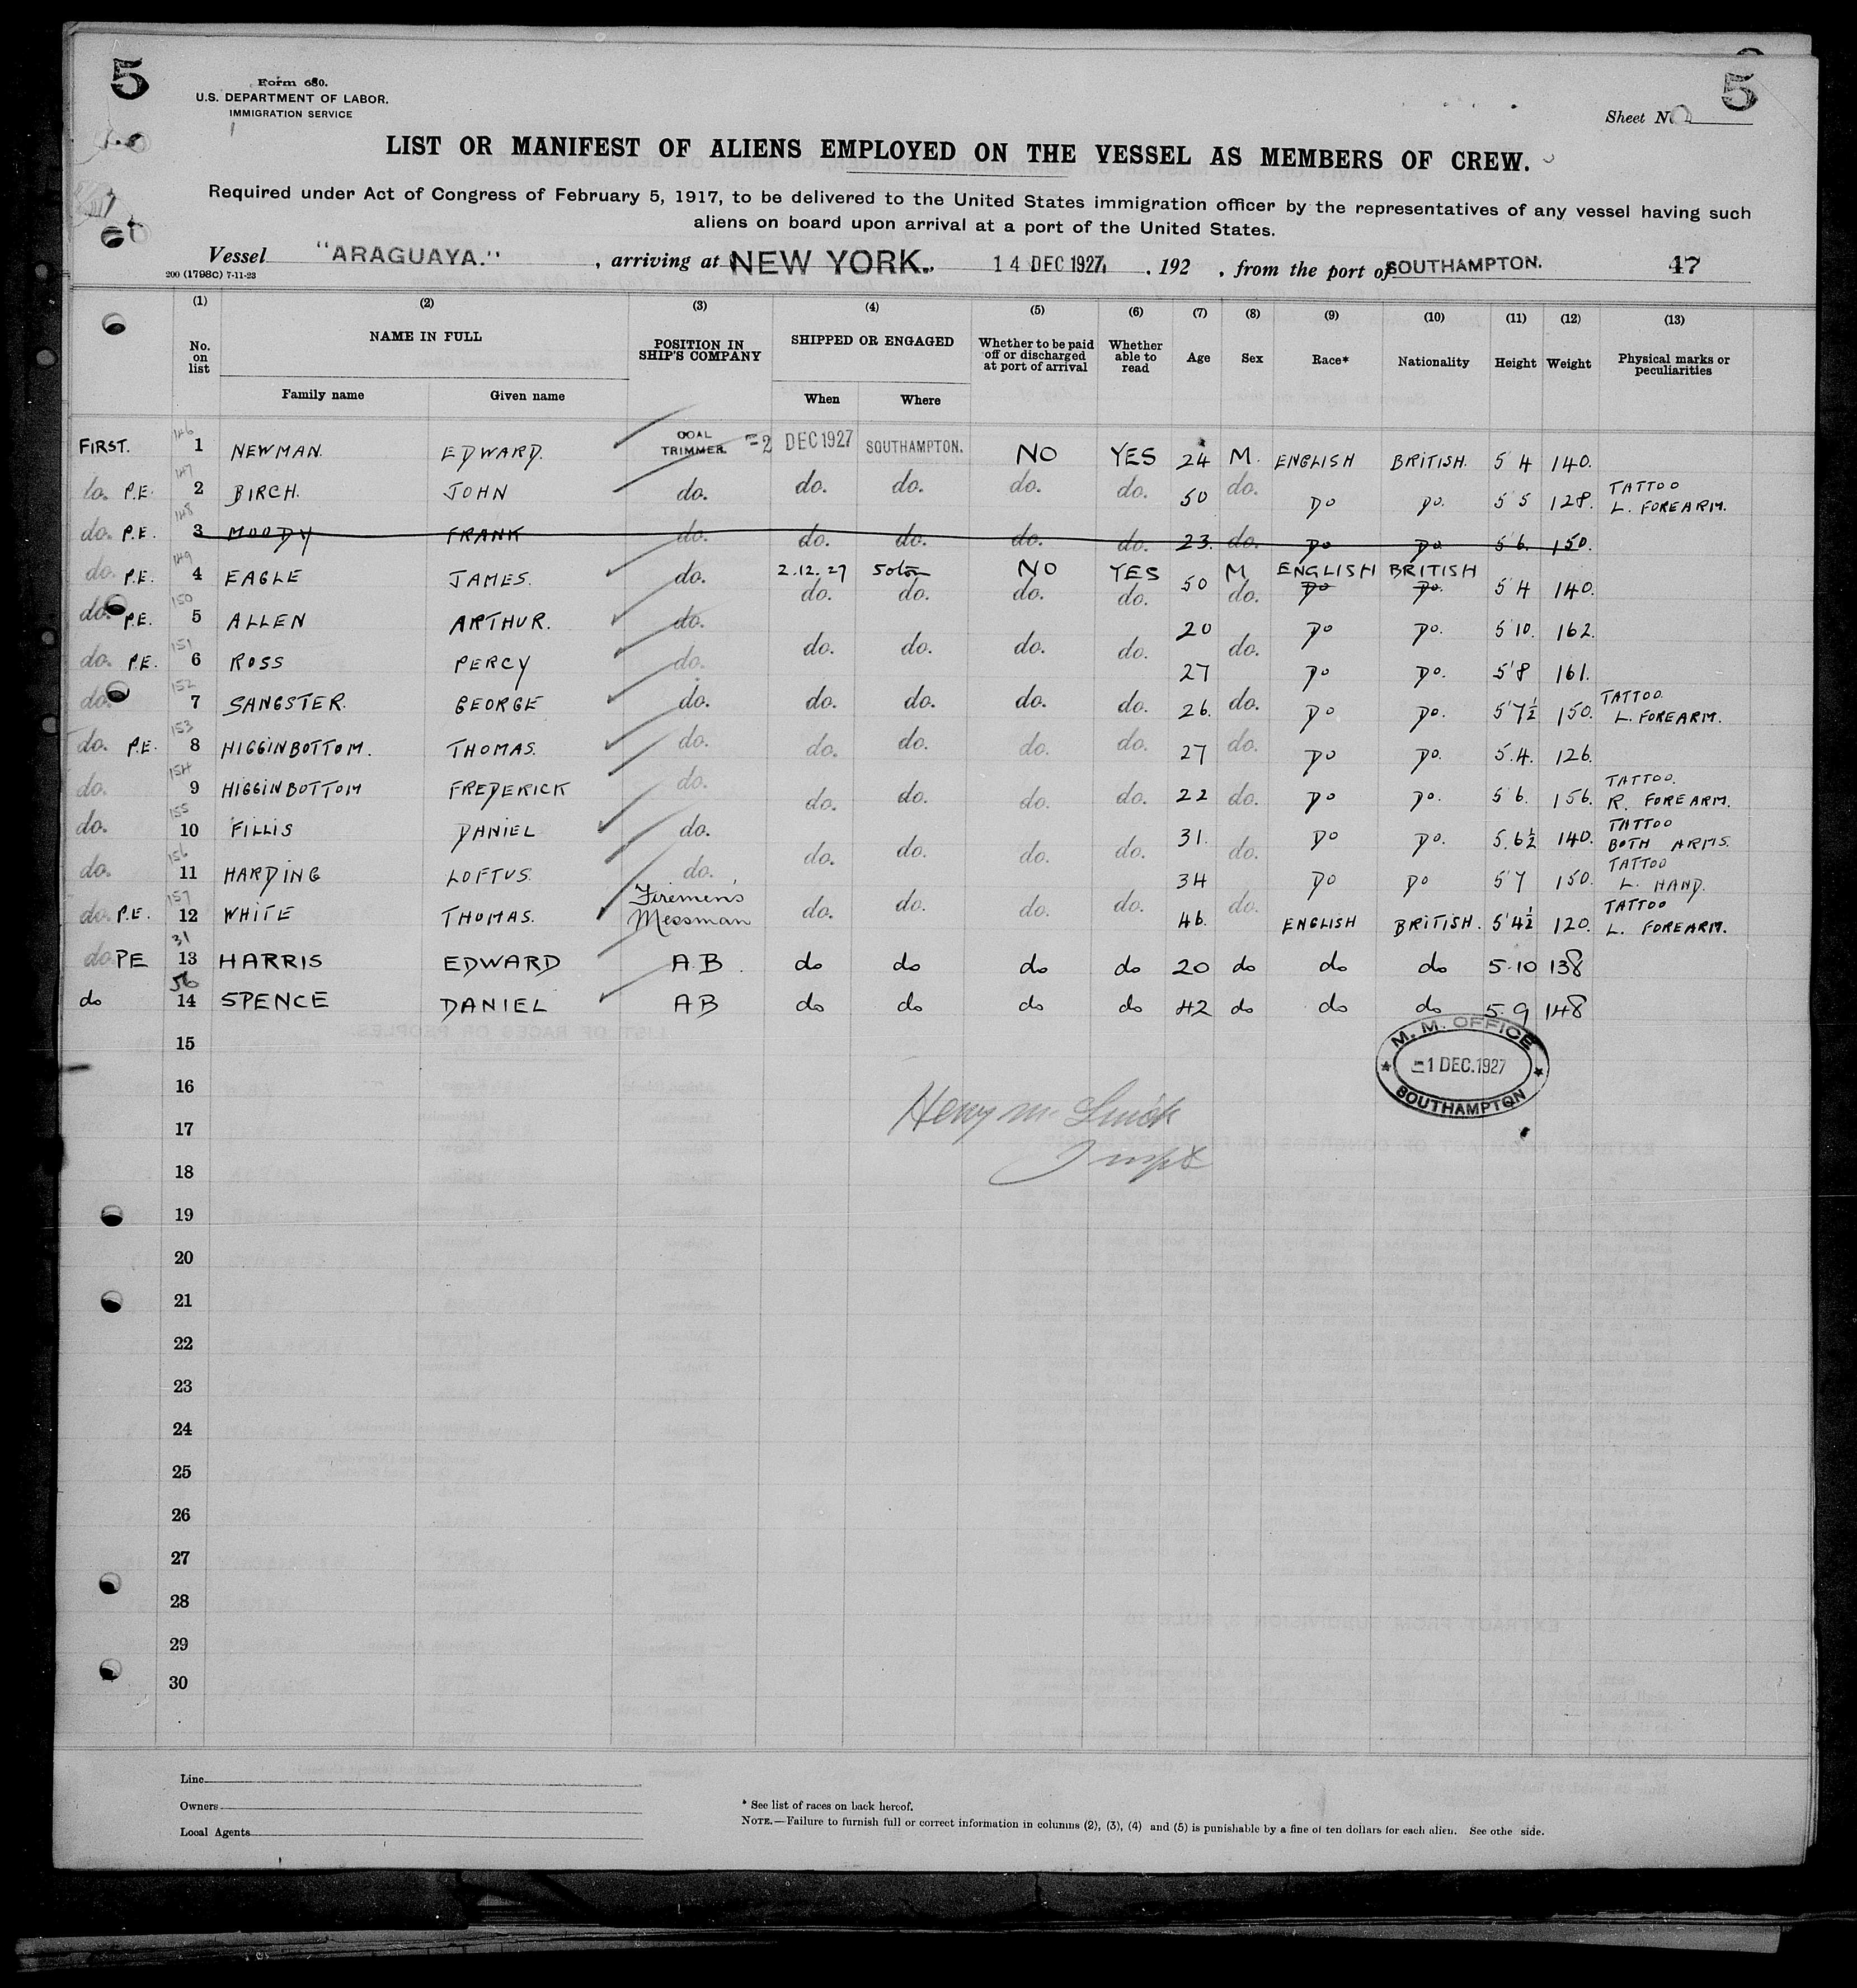 5
5
Form 680.
U.S. DEPARTMENT OF LABOR.
IMMIGRATION SERVICE
Sheet No
LIST OR MANIFEST OF ALIENS EMPLOYED ON THE VESSEL AS MEMBERS OF CREW.
Required under Act of Congress of February 5, 1917, to be delivered to the United States immigration officer by the representatives of any vessel having such
aliens on board upon arrival at a port of the United States.
Vessel "ARAGUAYA." , arriving at NEW YORK., 14 DEC 1927, , 192 , from the port of SOUTHAMPTON. 47
200 (1798C) 7-11-23
(1) (2) (3) (4) (5) (6) (7) (8) (9) (10) (11) (12) (13)
No. on list NAME IN FULL POSITION IN SHIP'S COMPANY SHIPPED OR ENGAGED Whether to be paid off or discharged at port of arrival Whether able to read Age Sex Race* Nationality Height Weight Physical marks or peculiarities
Family name Given name When Where
FIRST. 146 1 NEWMAN. EDWARD. COAL TRIMMER. =2 DEC 1927 SOUTHAMPTON. NO YES 24 M. ENGLISH BRITISH. 5 4 140.
do. P.E. 147 2 BIRCH. JOHN do. do. do. do. do. 50 do. DO DO. 5 5 128. TATTOO L. FOREARM.
do. P.E. 148 3 MOODY FRANK do. do. do. do. do. 23. do. DO DO. 5 6. 150.
do. P.E. 149 4 EAGLE JAMES. do. 2.12.27 Soton NO YES 50 M ENGLISH BRITISH 5 4 140.
do. do. do. do. do. DO DO.
do. P.E. 150 5 ALLEN ARTHUR. do. 20 DO DO. 5 10. 162.
do. P.E. 151 6 ROSS PERCY do. do. do. do. do. 27 do. DO DO. 5'8 161.
do. 152 7 SANGSTER. GEORGE do. do. do. do. do. 26. do. DO DO. 5'7½ 150. TATTOO. L. FOREARM.
do. P.E. 153 8 HIGGINBOTTOM. THOMAS. do. do. do. do. do. 27 do. DO DO. 5.4. 126.
do. 154 9 HIGGINBOTTOM FREDERICK do. do. do. do. do. 22 do. DO DO. 5 6. 156. TATTOO. R. FOREARM.
do. 155 10 FILLIS DANIEL do. do. do. do. do. 31. do. DO DO. 5.6½ 140. TATTOO BOTH ARMS.
do. 156 11 HARDING LOFTUS. do. 34 DO DO 5'7 150. TATTOO L. HAND.
do. P.E. 157 12 WHITE THOMAS. Firemen's Messman do. do. do. do. 46. do. ENGLISH BRITISH. 5'4½ 120. TATTOO L. FOREARM.
do PE 31 13 HARRIS EDWARD A.B. do do do do 20 do do do 5.10 138
do 56 14 SPENCE DANIEL AB do do do do 42 do do do 5.9 148
15
M. M. OFFICE
=1 DEC. 1927
SOUTHAMPTON
16
17
18
19
20
21
22
23
24
25
26
27
28
29
30
Line
Owners
Local Agents
* See list of races on back hereof.
NOTE.—Failure to furnish full or correct information in columns (2), (3), (4) and (5) is punishable by a fine of ten dollars for each alien. See othe side.